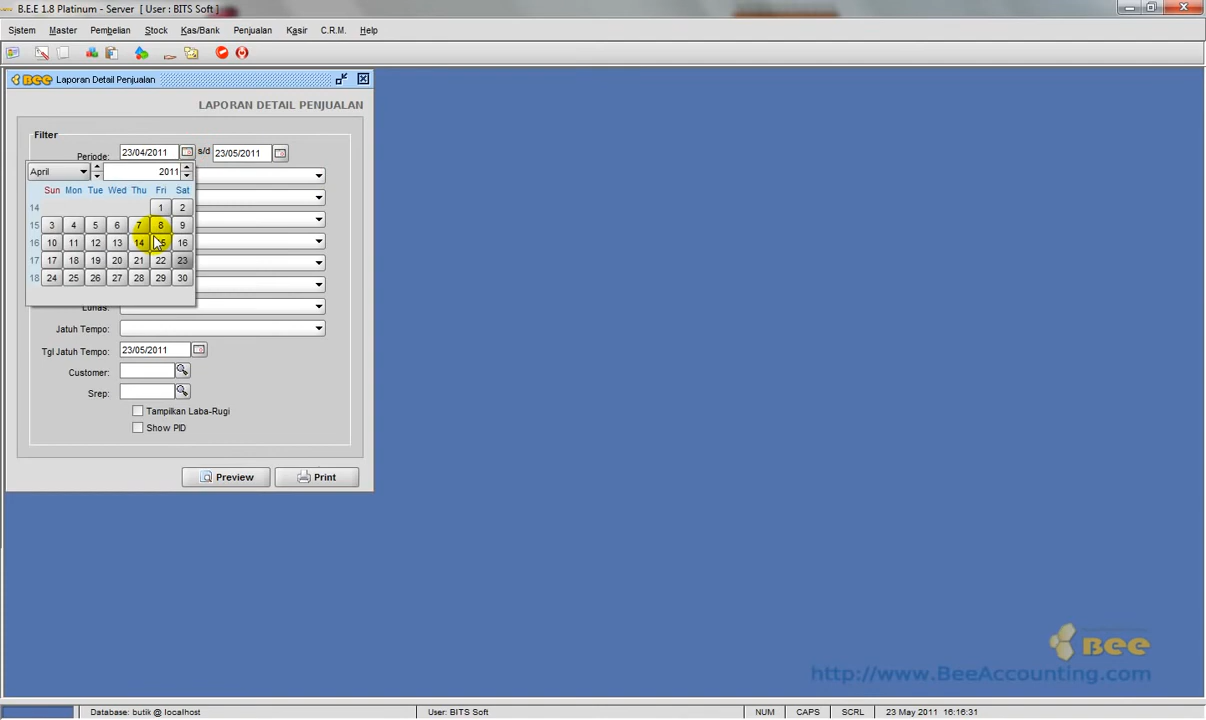 B.E.E 1.8 Platinum - Server [ User : BITS Soft ]
Sistem Master Pembelian Stock Kas/Bank Penjualan Kasir C.R.M. Help
BEE Laporan Detail Penjualan
LAPORAN DETAIL PENJUALAN
Filter
Periode: 23/04/2011 s/d 23/05/2011
April 2011
Sun Mon Tue Wed Thu Fri Sat
14 1 2
15 3 4 5 6 7 8 9
16 10 11 12 13 14 15 16
17 17 18 19 20 21 22 23
18 24 25 26 27 28 29 30
Lunas:
Jatuh Tempo:
Tgl Jatuh Tempo: 23/05/2011
Customer:
Srep:
Tampilkan Laba-Rugi
Show PID
Preview Print
BEE
http://www.BeeAccounting.com
Database: butik @ localhost User: BITS Soft NUM CAPS SCRL 23 May 2011 16:16:31